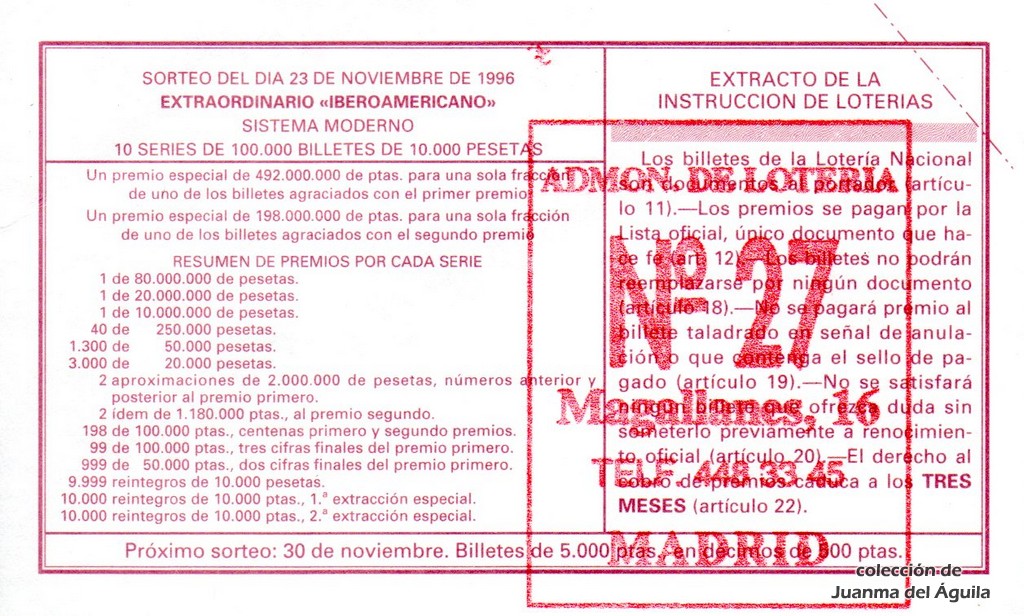 SORTEO DEL DIA 23 DE NOVIEMBRE DE 1996
EXTRAORDINARIO «IBEROAMERICANO»
SISTEMA MODERNO
10 SERIES DE 100.000 BILLETES DE 10.000 PESETAS
Un premio especial de 492.000.000 de ptas. para una sola fracción
de uno de los billetes agraciados con el primer premio
Un premio especial de 198.000.000 de ptas. para una sola fracción
de uno de los billetes agraciados con el segundo premio
RESUMEN DE PREMIOS POR CADA SERIE
1 de 80.000.000 de pesetas.
1 de 20.000.000 de pesetas.
1 de 10.000.000 de pesetas.
40 de 250.000 pesetas.
1.300 de 50.000 pesetas.
3.000 de 20.000 pesetas.
2 aproximaciones de 2.000.000 de pesetas, números anterior y
posterior al premio primero.
2 ídem de 1.180.000 ptas., al premio segundo.
198 de 100.000 ptas., centenas primero y segundo premios.
99 de 100.000 ptas., tres cifras finales del premio primero.
999 de 50.000 ptas., dos cifras finales del premio primero.
9.999 reintegros de 10.000 pesetas.
10.000 reintegros de 10.000 ptas., 1.ª extracción especial.
10.000 reintegros de 10.000 ptas., 2.ª extracción especial.
EXTRACTO DE LA
INSTRUCCION DE LOTERIAS
Los billetes de la Lotería Nacional
son documentos al portador (artícu-
lo 11).—Los premios se pagan por la
Lista oficial, único documento que ha-
ce fe (art. 12).—Los billetes no podrán
reemplazarse por ningún documento
(artículo 18).—No se pagará premio al
billete taladrado en señal de anula-
ción o que contenga el sello de pa-
gado (artículo 19).—No se satisfará
ningún billete que ofrezca duda sin
someterlo previamente a renocimien-
to oficial (artículo 20).—El derecho al
cobro de premios caduca a los TRES
MESES (artículo 22).
Próximo sorteo: 30 de noviembre. Billetes de 5.000 ptas. en décimos de 500 ptas.
ADMON. DE LOTERIA
Nº 27
Magallanes, 16
TELF. 448 33 45
MADRID
colección de
Juanma del Águila